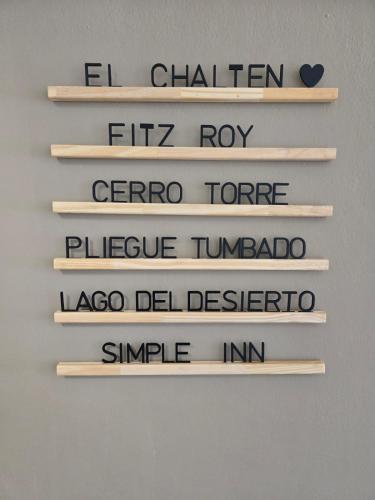 EL CHALTEN ♥
FITZ ROY
CERRO TORRE
PLIEGUE TUMBADO
LAGO DEL DESIERTO
SIMPLE INN